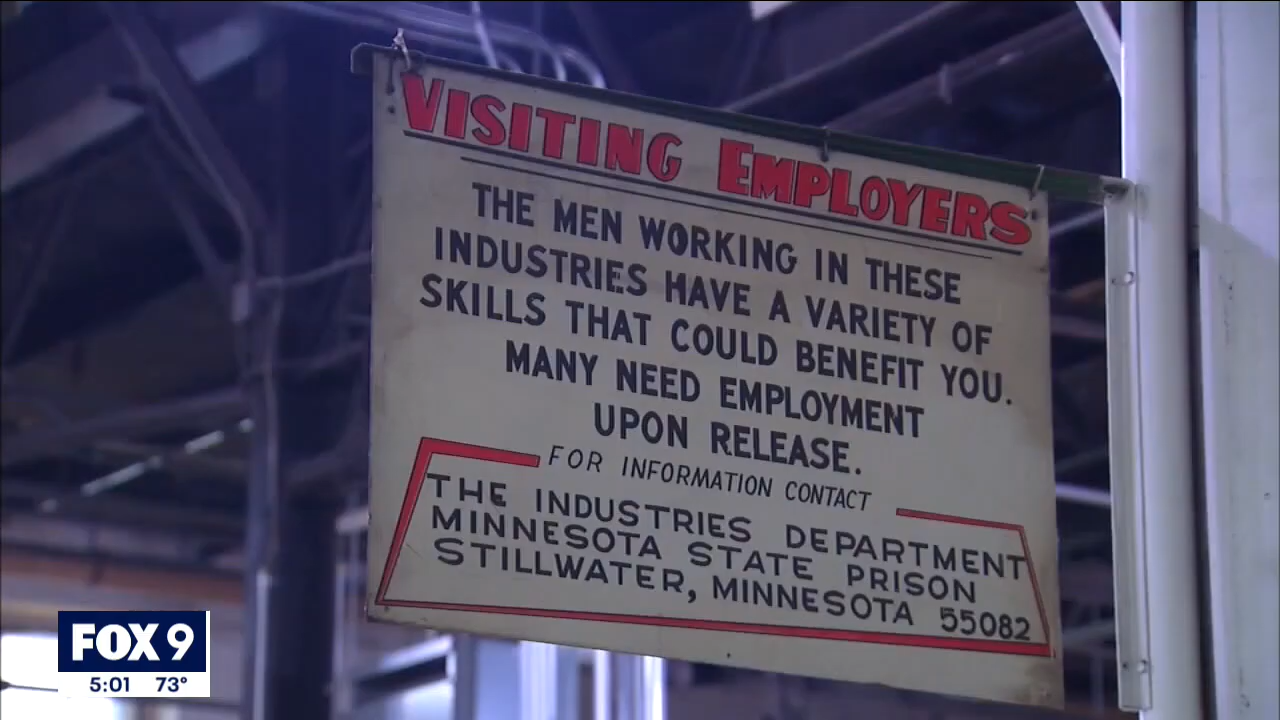 VISITING EMPLOYERS
THE MEN WORKING IN THESE
INDUSTRIES HAVE A VARIETY OF
SKILLS THAT COULD BENEFIT YOU.
MANY NEED EMPLOYMENT
UPON RELEASE.
FOR INFORMATION CONTACT
THE INDUSTRIES DEPARTMENT
MINNESOTA STATE PRISON
STILLWATER, MINNESOTA 55082
FOX 9
5:01 73°